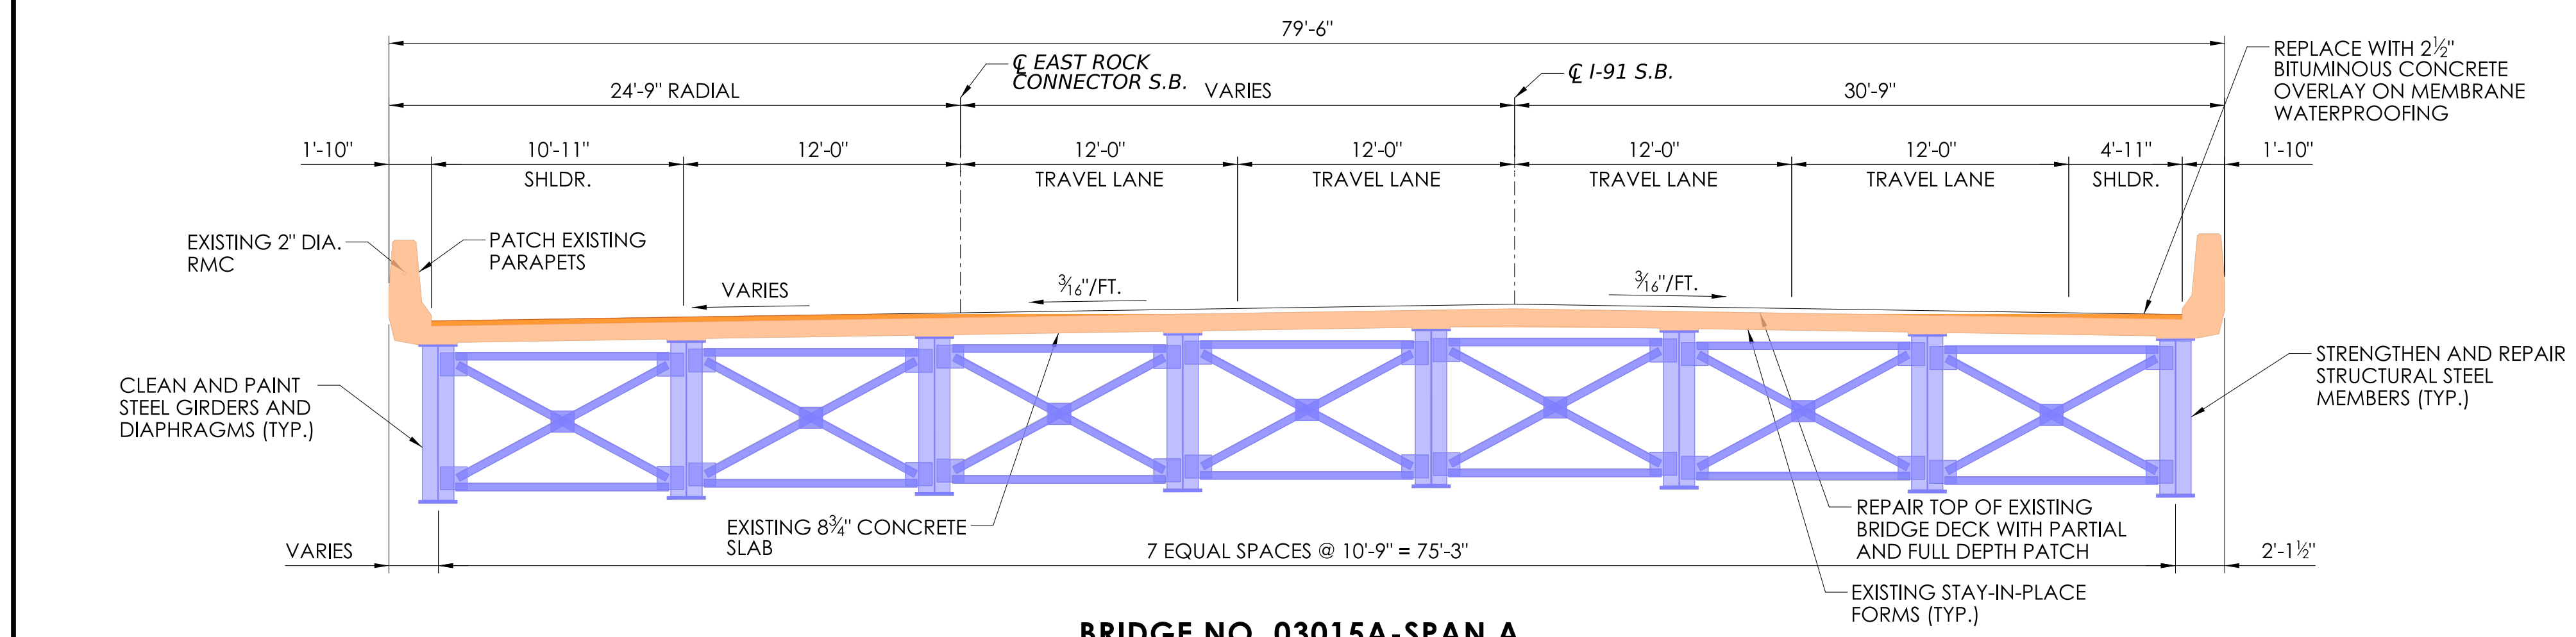 79'-6"
℄ EAST ROCK
CONNECTOR S.B.
℄ I-91 S.B.
REPLACE WITH 2½"
BITUMINOUS CONCRETE
OVERLAY ON MEMBRANE
WATERPROOFING
24'-9" RADIAL
VARIES
30'-9"
1'-10"
10'-11"
12'-0"
12'-0"
12'-0"
12'-0"
12'-0"
4'-11"
1'-10"
SHLDR.
TRAVEL LANE
TRAVEL LANE
TRAVEL LANE
TRAVEL LANE
SHLDR.
EXISTING 2" DIA.
RMC
PATCH EXISTING
PARAPETS
VARIES
3⁄16"/FT.
3⁄16"/FT.
CLEAN AND PAINT
STEEL GIRDERS AND
DIAPHRAGMS (TYP.)
STRENGTHEN AND REPAIR
STRUCTURAL STEEL
MEMBERS (TYP.)
EXISTING 8¾" CONCRETE
SLAB
REPAIR TOP OF EXISTING
BRIDGE DECK WITH PARTIAL
AND FULL DEPTH PATCH
VARIES
7 EQUAL SPACES @ 10'-9" = 75'-3"
2'-1½"
EXISTING STAY-IN-PLACE
FORMS (TYP.)
BRIDGE NO. 03015A-SPAN A